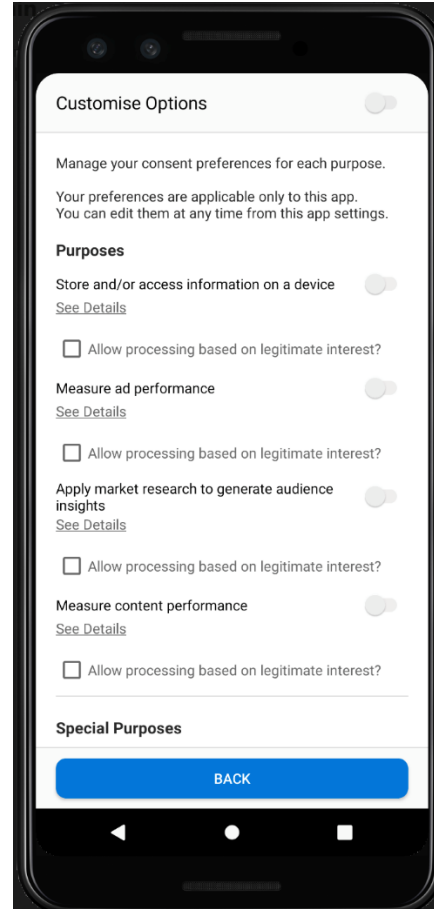 Customise Options
Manage your consent preferences for each purpose.
Your preferences are applicable only to this app.
You can edit them at any time from this app settings.
Purposes
Store and/or access information on a device
See Details
Allow processing based on legitimate interest?
Measure ad performance
See Details
Allow processing based on legitimate interest?
Apply market research to generate audience
insights
See Details
Allow processing based on legitimate interest?
Measure content performance
See Details
Allow processing based on legitimate interest?
Special Purposes
BACK